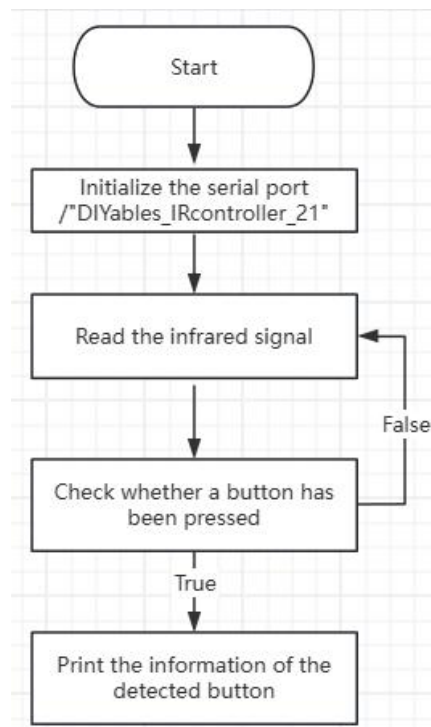 Start
Initialize the serial port
/"DIYables_IRcontroller_21"
Read the infrared signal
False
Check whether a button has
been pressed
True
Print the information of the
detected button